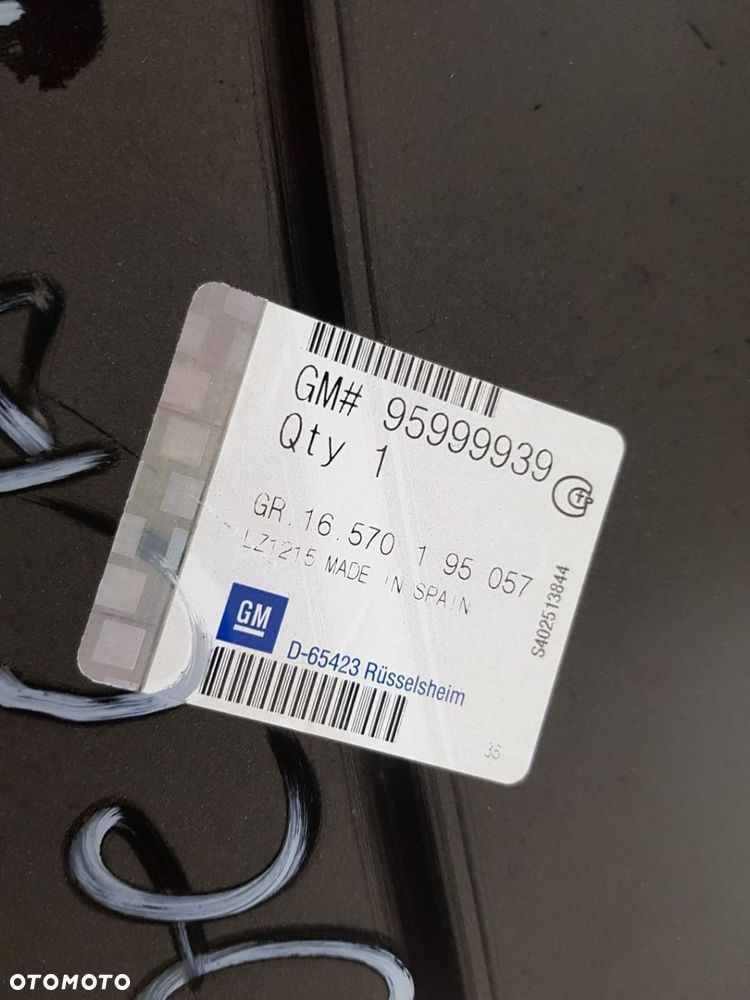 GM# 95999939
Qty 1
GR.16.570 1 95 057
LZ1215 MADE IN SPAIN
S402513844
GM
D-65423 Rüsselsheim
35
OTOMOTO